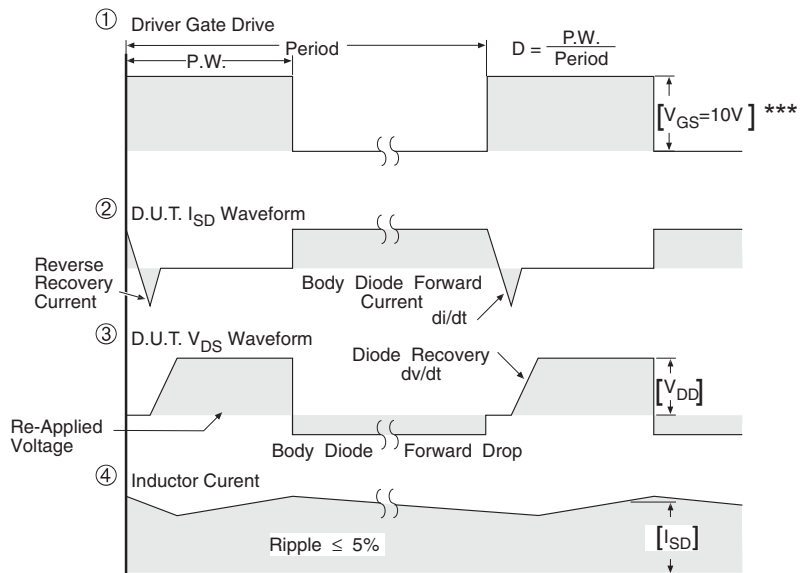 ① Driver Gate Drive
Period
P.W.
D = P.W.
Period
[VGS=10V] ***
② D.U.T. ISD Waveform
Reverse
Recovery
Current
Body Diode Forward
Current
di/dt
③ D.U.T. VDS Waveform
Diode Recovery
dv/dt
[VDD]
Re-Applied
Voltage
Body Diode Forward Drop
④ Inductor Curent
Ripple ≤ 5%
[ISD]